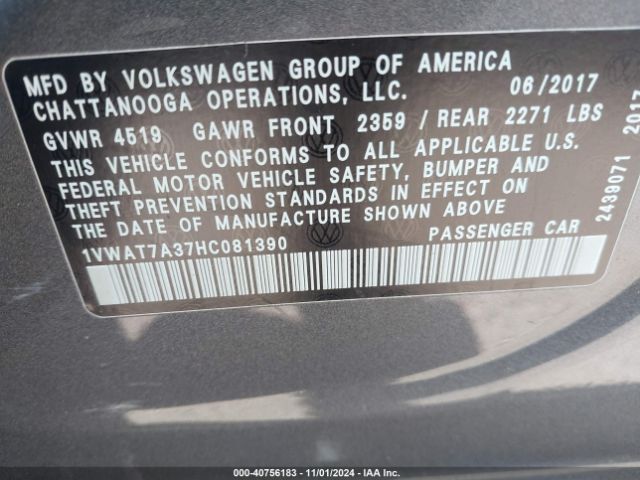 MFD BY VOLKSWAGEN GROUP OF AMERICA
CHATTANOOGA OPERATIONS, LLC. 06/2017
GVWR 4519 GAWR FRONT 2359 / REAR 2271 LBS
THIS VEHICLE CONFORMS TO ALL APPLICABLE U.S.
FEDERAL MOTOR VEHICLE SAFETY, BUMPER AND
THEFT PREVENTION STANDARDS IN EFFECT ON
THE DATE OF MANUFACTURE SHOWN ABOVE
1VWAT7A37HC081390 PASSENGER CAR
2439071
2017
000-40756183 - 11/01/2024 - IAA Inc.